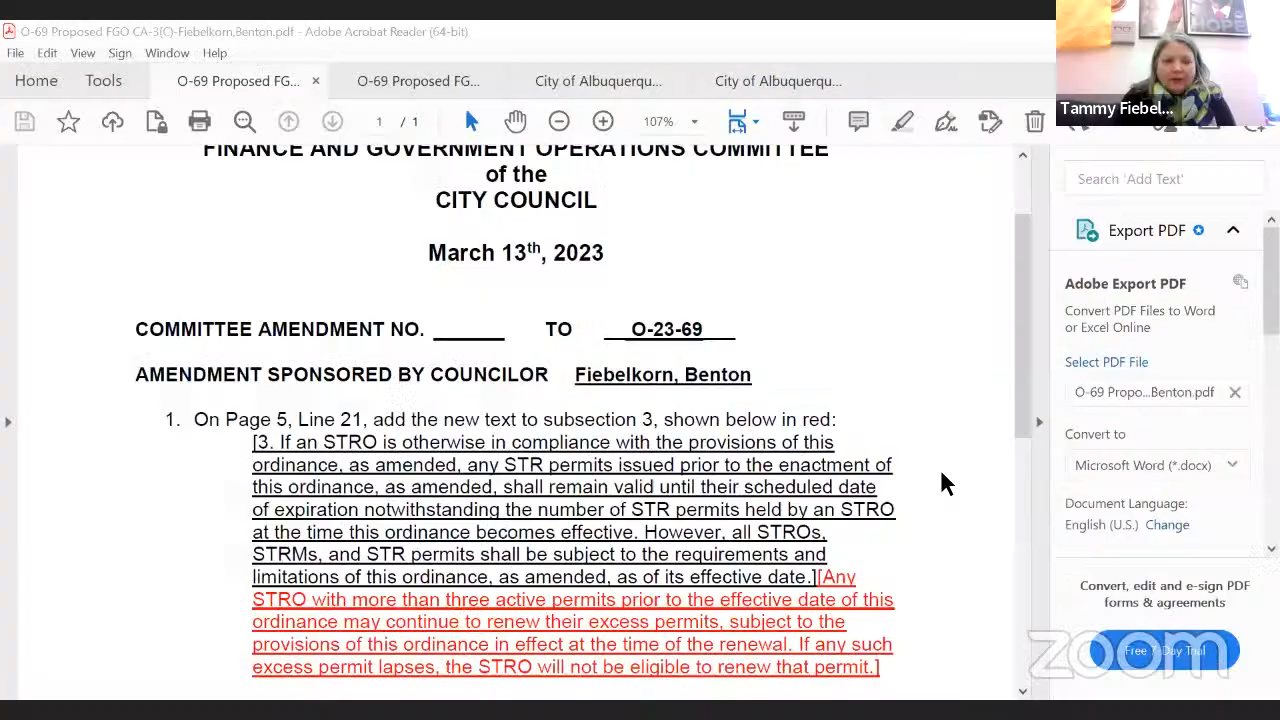 O-69 Proposed FGO CA-3(C)-Fiebelkorn,Benton.pdf - Adobe Acrobat Reader (64-bit)
File Edit View Sign Window Help
Home Tools O-69 Proposed FG... × O-69 Proposed FG... City of Albuquerqu... City of Albuquerqu...
1 / 1 107%
HOPE
Tammy Fiebel...
FINANCE AND GOVERNMENT OPERATIONS COMMITTEE
of the
CITY COUNCIL
March 13th, 2023
COMMITTEE AMENDMENT NO. ______ TO O-23-69
AMENDMENT SPONSORED BY COUNCILOR Fiebelkorn, Benton
1. On Page 5, Line 21, add the new text to subsection 3, shown below in red:
[3. If an STRO is otherwise in compliance with the provisions of this
ordinance, as amended, any STR permits issued prior to the enactment of
this ordinance, as amended, shall remain valid until their scheduled date
of expiration notwithstanding the number of STR permits held by an STRO
at the time this ordinance becomes effective. However, all STROs,
STRMs, and STR permits shall be subject to the requirements and
limitations of this ordinance, as amended, as of its effective date.][Any
STRO with more than three active permits prior to the effective date of this
ordinance may continue to renew their excess permits, subject to the
provisions of this ordinance in effect at the time of the renewal. If any such
excess permit lapses, the STRO will not be eligible to renew that permit.]
Search 'Add Text'
Export PDF
Adobe Export PDF
Convert PDF Files to Word
or Excel Online
Select PDF File
O-69 Propo...Benton.pdf
Convert to
Microsoft Word (*.docx)
Document Language:
English (U.S.) Change
Convert, edit and e-sign PDF
forms & agreements
Free 7-Day Trial
zoom